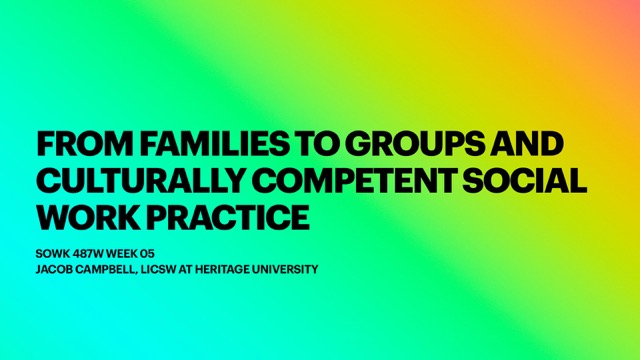 FROM FAMILIES TO GROUPS AND
CULTURALLY COMPETENT SOCIAL
WORK PRACTICE
SOWK 487W WEEK 05
JACOB CAMPBELL, LICSW AT HERITAGE UNIVERSITY